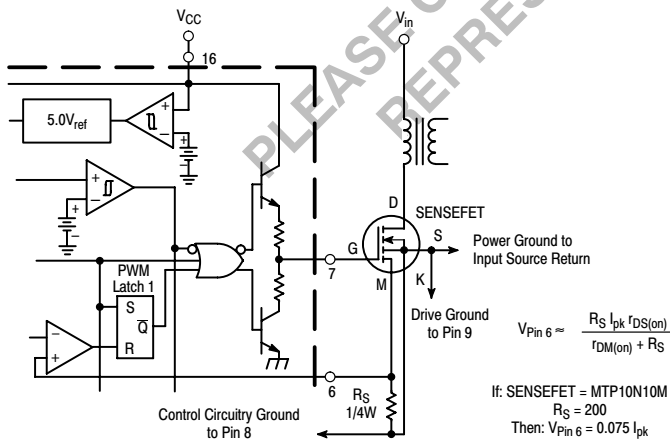 PLEASE C
REPRES
VCC
16
Vin
5.0Vref
+
−
+
+
−
+
PWM
Latch 1
S
Q̅
R
−
+
7
6
G
D
SENSEFET
S
K
M
Power Ground to
Input Source Return
Drive Ground
to Pin 9
RS
1/4W
Control Circuitry Ground
to Pin 8
VPin 6 ≈ RS Ipk rDS(on)
rDM(on) + RS
If: SENSEFET = MTP10N10M
RS = 200
Then: VPin 6 = 0.075 Ipk